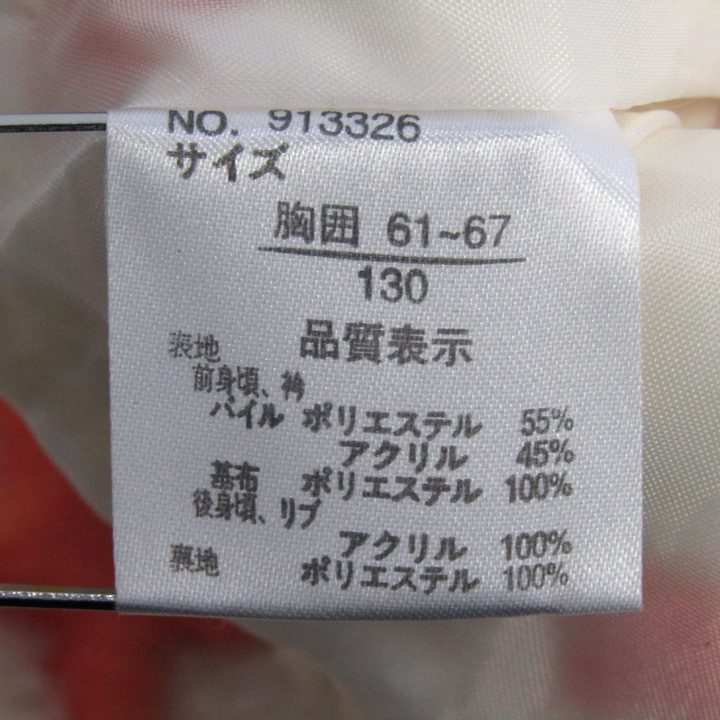 NO. 913326
サイズ
胸囲 61~67
130
品質表示
表地
前身頃、袴
パイル ポリエステル 55%
アクリル 45%
基布 ポリエステル 100%
後身頃、リブ
アクリル 100%
裏地 ポリエステル 100%